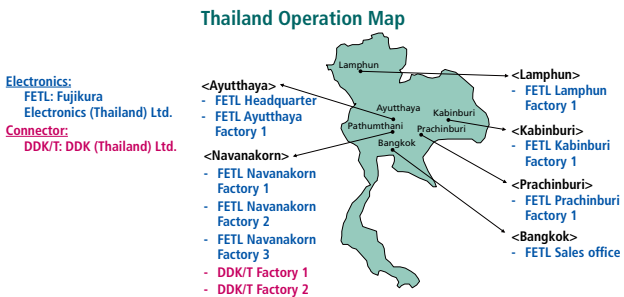 Thailand Operation Map
Electronics:
FETL: Fujikura
Electronics (Thailand) Ltd.
Connector:
DDK/T: DDK (Thailand) Ltd.
<Ayutthaya>
- FETL Headquarter
- FETL Ayutthaya
Factory 1
<Navanakorn>
- FETL Navanakorn
Factory 1
- FETL Navanakorn
Factory 2
- FETL Navanakorn
Factory 3
- DDK/T Factory 1
- DDK/T Factory 2
Lamphun
Ayutthaya
Kabinburi
Pathumthani
Prachinburi
Bangkok
<Lamphun>
- FETL Lamphun
Factory 1
<Kabinburi>
- FETL Kabinburi
Factory 1
<Prachinburi>
- FETL Prachinburi
Factory 1
<Bangkok>
- FETL Sales office